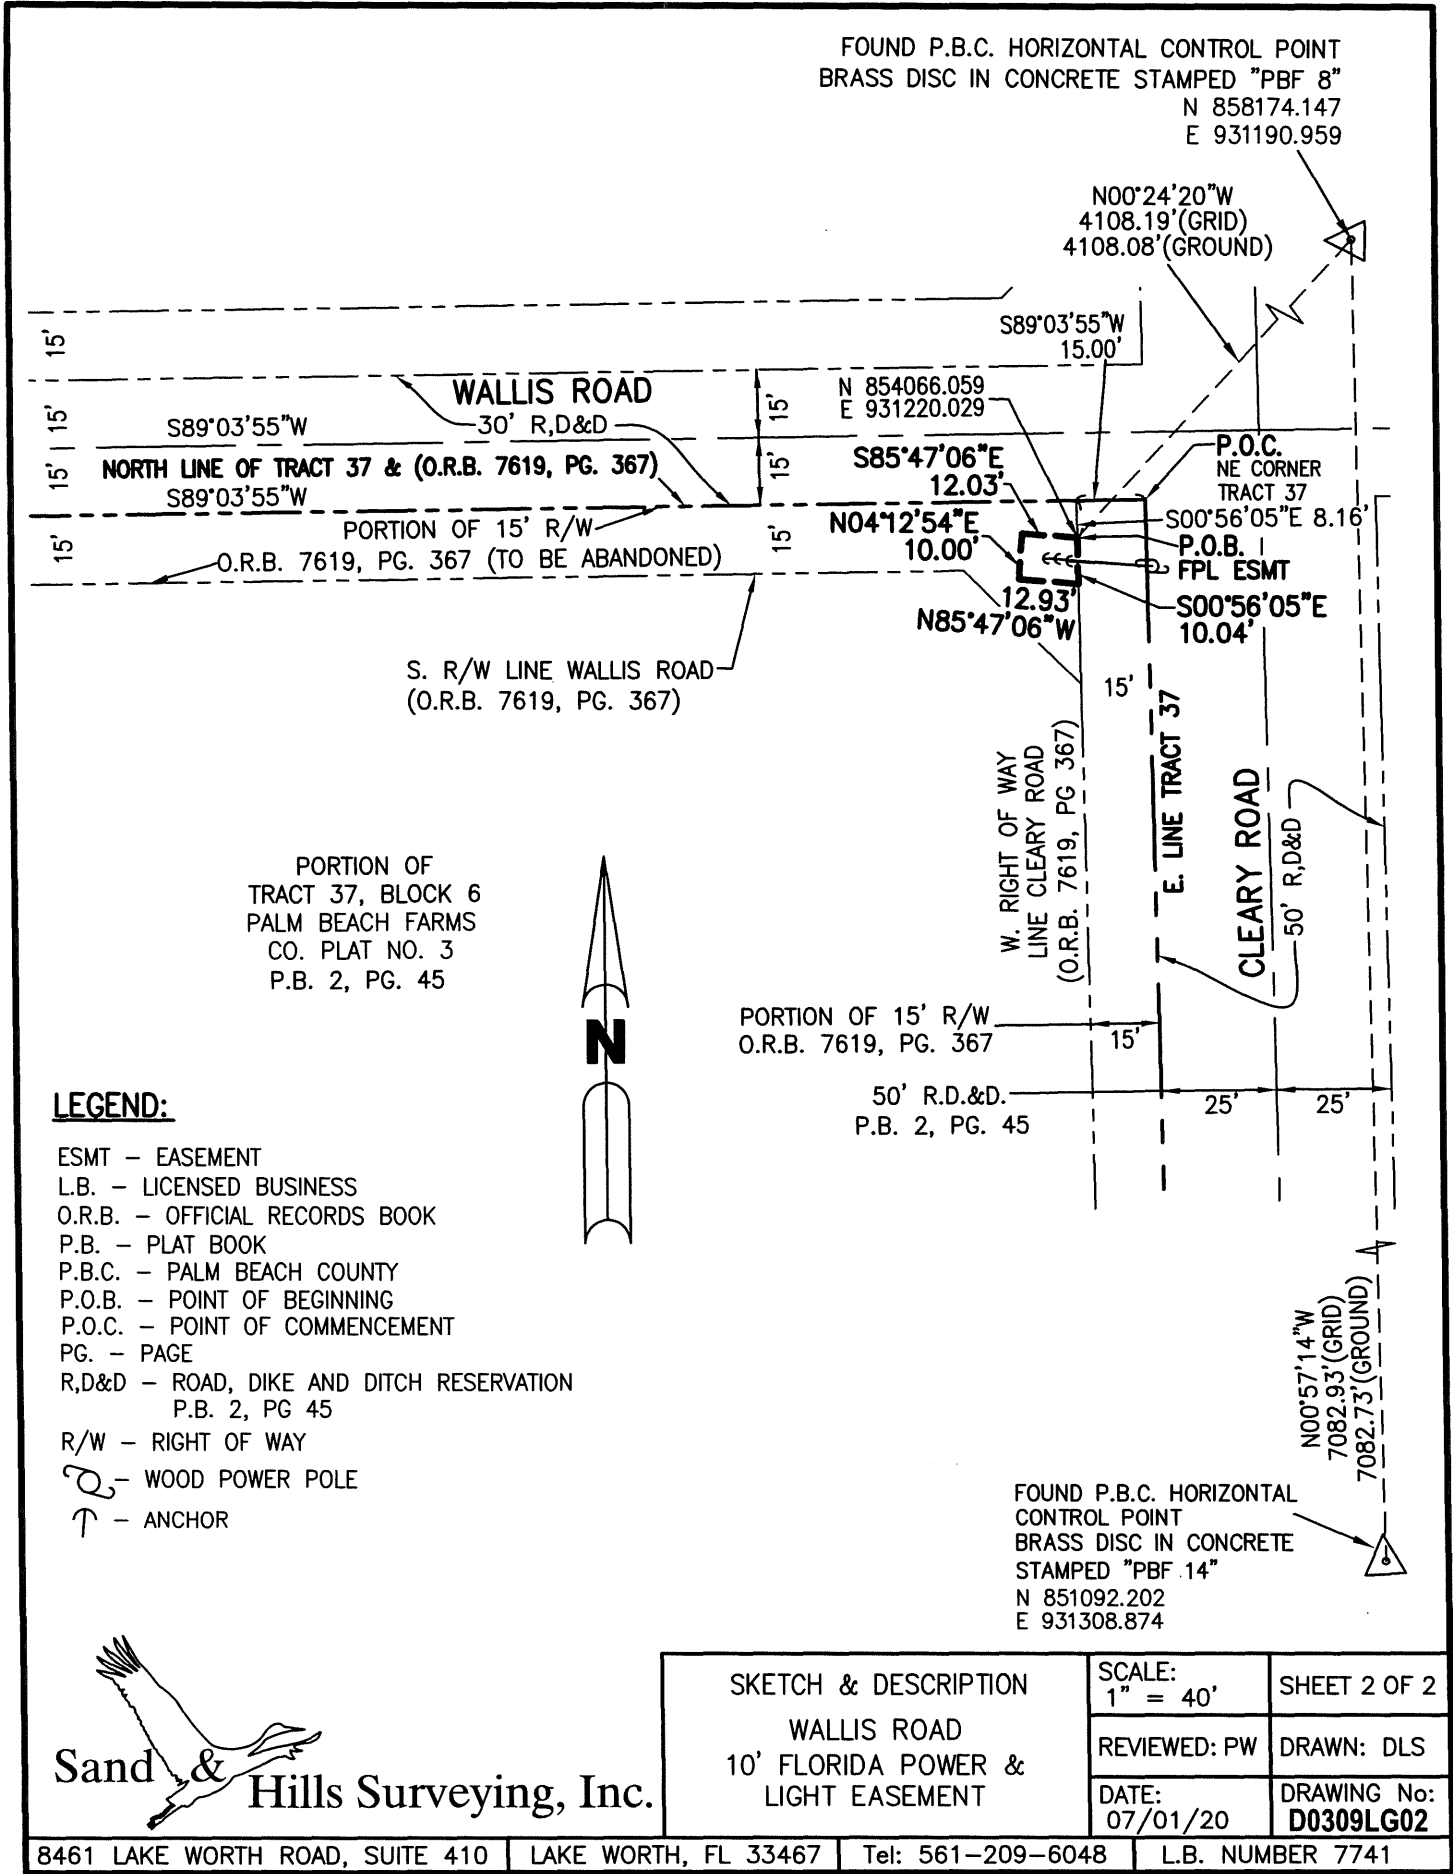 FOUND P.B.C. HORIZONTAL CONTROL POINT
BRASS DISC IN CONCRETE STAMPED "PBF 8"
N 858174.147
E 931190.959
N00°24'20"W
4108.19'(GRID)
4108.08'(GROUND)
S89°03'55"W
15.00'
15'
WALLIS ROAD
30' R,D&D
N 854066.059
E 931220.029
15'
15'
S89°03'55"W
NORTH LINE OF TRACT 37 & (O.R.B. 7619, PG. 367)
15'
15'
S89°03'55"W
S85°47'06"E
12.03'
P.O.C.
NE CORNER
TRACT 37
PORTION OF 15' R/W
O.R.B. 7619, PG. 367 (TO BE ABANDONED)
15'
15'
N04°12'54"E
10.00'
S00°56'05"E 8.16'
P.O.B.
FPL ESMT
12.93'
N85°47'06"W
S00°56'05"E
10.04'
S. R/W LINE WALLIS ROAD
(O.R.B. 7619, PG. 367)
15'
W. RIGHT OF WAY
LINE CLEARY ROAD
(O.R.B. 7619, PG 367)
E. LINE TRACT 37
CLEARY ROAD
50' R,D&D
PORTION OF
TRACT 37, BLOCK 6
PALM BEACH FARMS
CO. PLAT NO. 3
P.B. 2, PG. 45
N
PORTION OF 15' R/W
O.R.B. 7619, PG. 367
15'
50' R.D.&D.
P.B. 2, PG. 45
25'
25'
LEGEND:
ESMT – EASEMENT
L.B. – LICENSED BUSINESS
O.R.B. – OFFICIAL RECORDS BOOK
P.B. – PLAT BOOK
P.B.C. – PALM BEACH COUNTY
P.O.B. – POINT OF BEGINNING
P.O.C. – POINT OF COMMENCEMENT
PG. – PAGE
R,D&D – ROAD, DIKE AND DITCH RESERVATION
P.B. 2, PG 45
R/W – RIGHT OF WAY
– WOOD POWER POLE
– ANCHOR
N00°57'14"W
7082.93'(GRID)
7082.73'(GROUND)
FOUND P.B.C. HORIZONTAL
CONTROL POINT
BRASS DISC IN CONCRETE
STAMPED "PBF 14"
N 851092.202
E 931308.874
Sand & Hills Surveying, Inc.
SKETCH & DESCRIPTION
WALLIS ROAD
10' FLORIDA POWER &
LIGHT EASEMENT
SCALE:
1" = 40'
SHEET 2 OF 2
REVIEWED: PW
DRAWN: DLS
DATE:
07/01/20
DRAWING No:
D0309LG02
8461 LAKE WORTH ROAD, SUITE 410
LAKE WORTH, FL 33467
Tel: 561-209-6048
L.B. NUMBER 7741